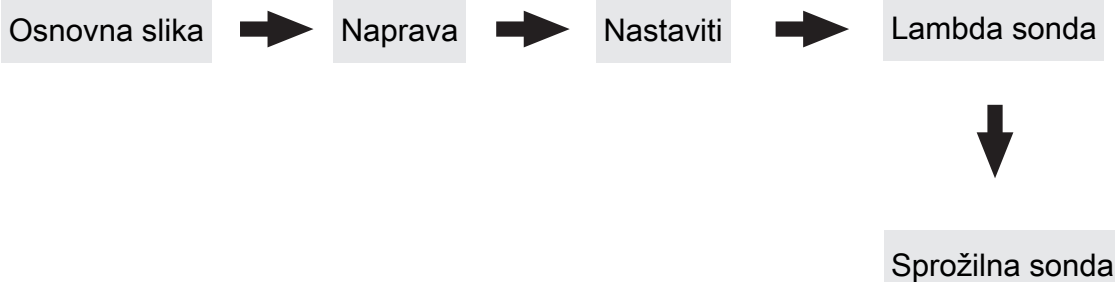 Osnovna slika
Naprava
Nastaviti
Lambda sonda
Sprožilna sonda